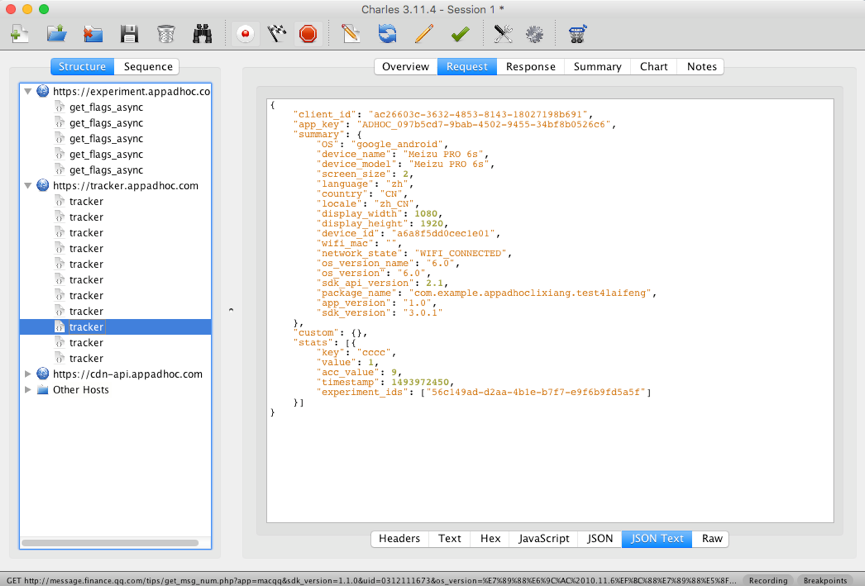 Charles 3.11.4 - Session 1 *
Structure
Sequence
https://experiment.appadhoc.co
get_flags_async
get_flags_async
get_flags_async
get_flags_async
get_flags_async
https://tracker.appadhoc.com
tracker
tracker
tracker
tracker
tracker
tracker
tracker
tracker
tracker
tracker
tracker
https://cdn-api.appadhoc.com
Other Hosts
Overview
Request
Response
Summary
Chart
Notes
{
"client_id": "ac26603c-3632-4853-8143-18027198b691",
"app_key": "ADHOC_097b5cd7-9bab-4502-9455-34bf8b0526c6",
"summary": {
"OS": "google_android",
"device_name": "Meizu PRO 6s",
"device_model": "Meizu PRO 6s",
"screen_size": 2,
"language": "zh",
"country": "CN",
"locale": "zh_CN",
"display_width": 1080,
"display_height": 1920,
"device_id": "a6a8f5dd0cec1e01",
"wifi_mac": "",
"network_state": "WIFI_CONNECTED",
"os_version_name": "6.0",
"os_version": "6.0",
"sdk_api_version": 2.1,
"package_name": "com.example.appadhoclixiang.test4laifeng",
"app_version": "1.0",
"sdk_version": "3.0.1"
},
"custom": {},
"stats": [{
"key": "cccc",
"value": 1,
"acc_value": 9,
"timestamp": 1493972450,
"experiment_ids": ["56c149ad-d2aa-4b1e-b7f7-e9f6b9fd5a5f"]
}]
}
Headers
Text
Hex
JavaScript
JSON
JSON Text
Raw
GET http://message.finance.qq.com/tips/get_msg_num.php?app=macqq&sdk_version=1.1.0&uid=0312111673&os_version=%E7%89%88%E6%9C%AC%2010.11.6%EF%BC%88%E7%89%88%E5%8F...
Recording
Breakpoints